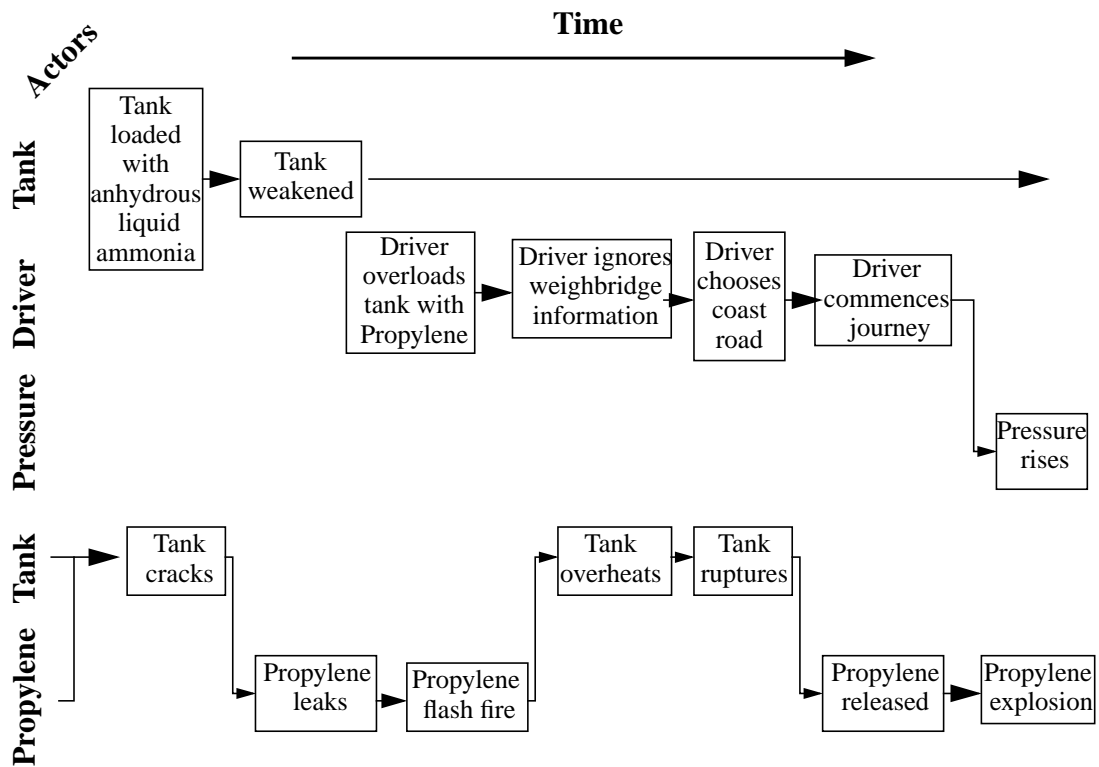 Time
Actors
Tank
Tank
loaded
with
anhydrous
liquid
ammonia
Tank
weakened
Driver
Driver
overloads
tank with
Propylene
Driver ignores
weighbridge
information
Driver
chooses
coast
road
Driver
commences
journey
Pressure
Pressure
rises
Tank
Tank
cracks
Tank
overheats
Tank
ruptures
Propylene
Propylene
leaks
Propylene
flash fire
Propylene
released
Propylene
explosion